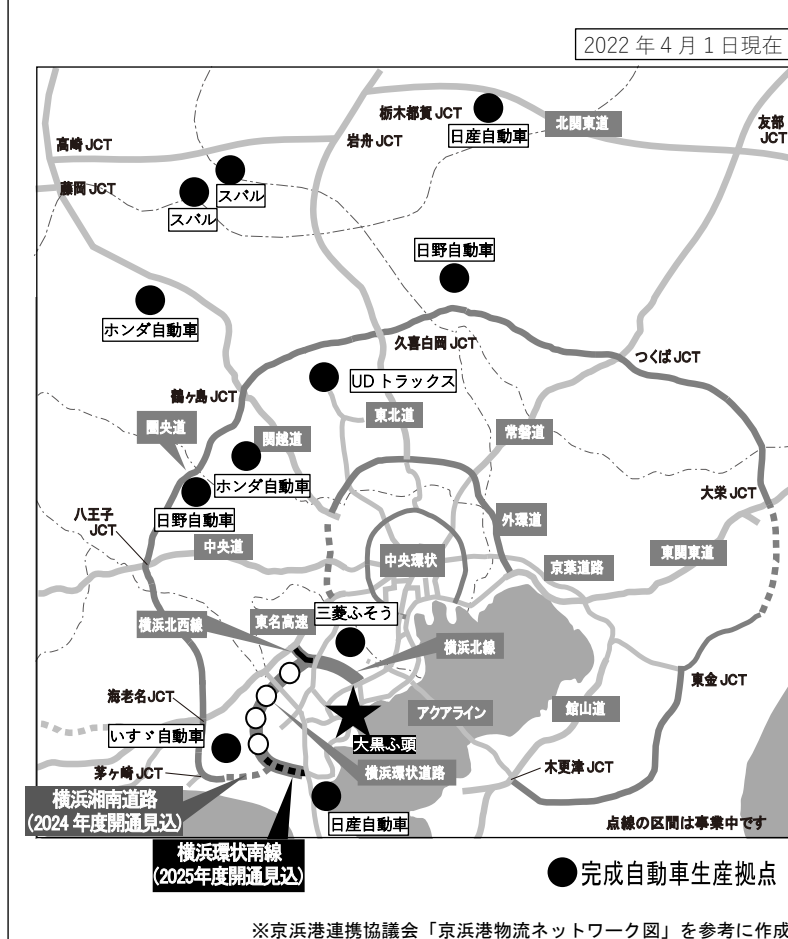 2022 年 4 月 1 日現在
栃木都賀 JCT
日産自動車
北関東道
友部
JCT
高崎 JCT
岩舟 JCT
藤岡 JCT
スバル
スバル
日野自動車
ホンダ自動車
久喜白岡 JCT
つくば JCT
UD トラックス
鶴ヶ島 JCT
東北道
圏央道
関越道
常磐道
ホンダ自動車
大栄 JCT
日野自動車
八王子
JCT
外環道
中央道
中央環状
京葉道路
東関東道
三菱ふそう
横浜北西線
東名高速
横浜北線
東金 JCT
海老名JCT
アクアライン
館山道
いすゞ自動車
大黒ふ頭
茅ヶ崎 JCT
横浜環状道路
木更津 JCT
横浜湘南道路
(2024 年度開通見込)
日産自動車
点線の区間は事業中です
横浜環状南線
(2025年度開通見込)
●完成自動車生産拠点
※京浜港連携協議会「京浜港物流ネットワーク図」を参考に作成